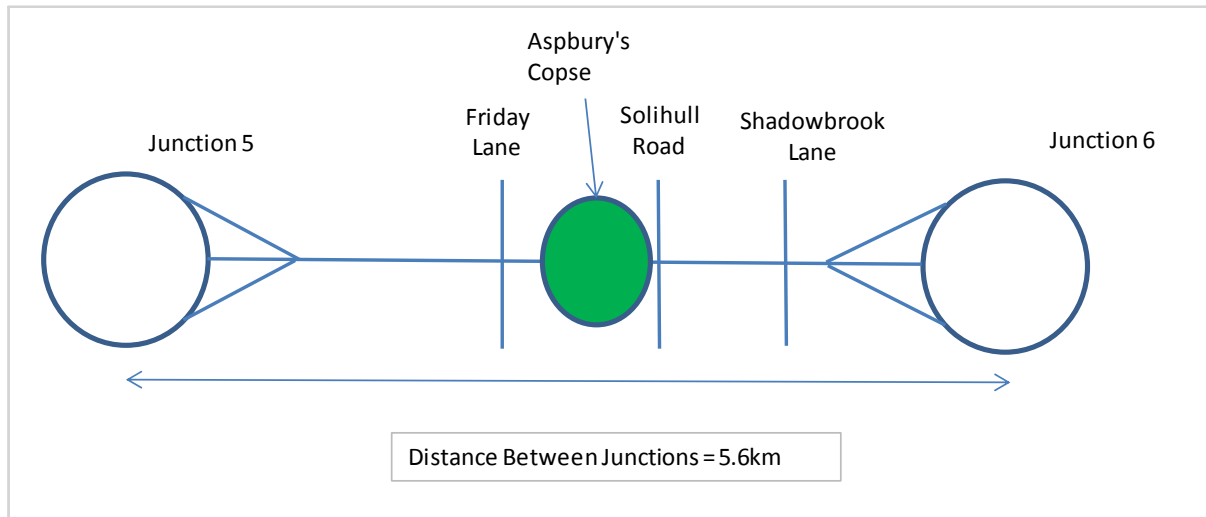 Aspbury's
Copse
Friday
Lane
Solihull
Road
Shadowbrook
Lane
Junction 5
Junction 6
Distance Between Junctions = 5.6km